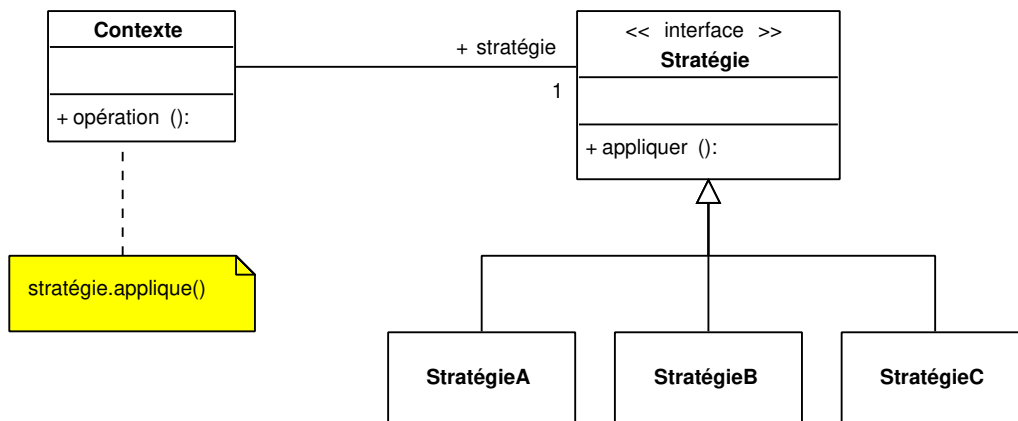 Contexte
+ opération ():
+ stratégie
1
<< interface >>
Stratégie
+ appliquer ():
stratégie.applique()
StratégieA
StratégieB
StratégieC